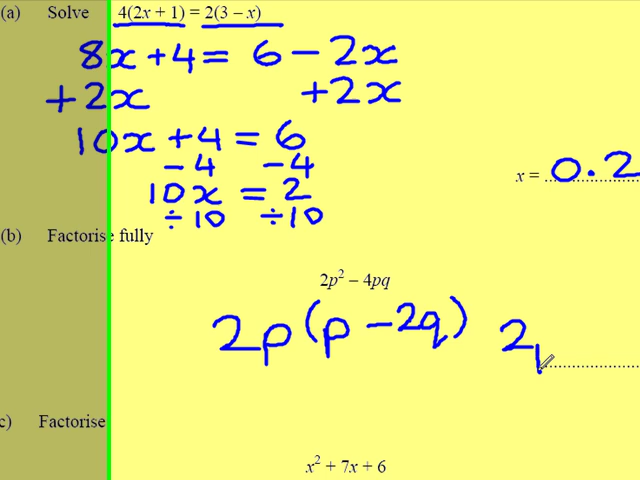 (a) Solve 4(2x + 1) = 2(3 – x)
8x + 4 = 6 − 2x
+ 2x + 2x
10x + 4 = 6
− 4 − 4
x = 0.2
10x = 2
÷ 10 ÷ 10
(b) Factorise fully
2p² – 4pq
2p(p − 2q) 2
c) Factorise
x² + 7x + 6